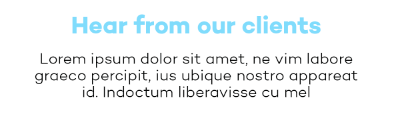 Hear from our clients
Lorem ipsum dolor sit amet, ne vim labore
graeco percipit, ius ubique nostro appareat
id. Indoctum liberavisse cu mel